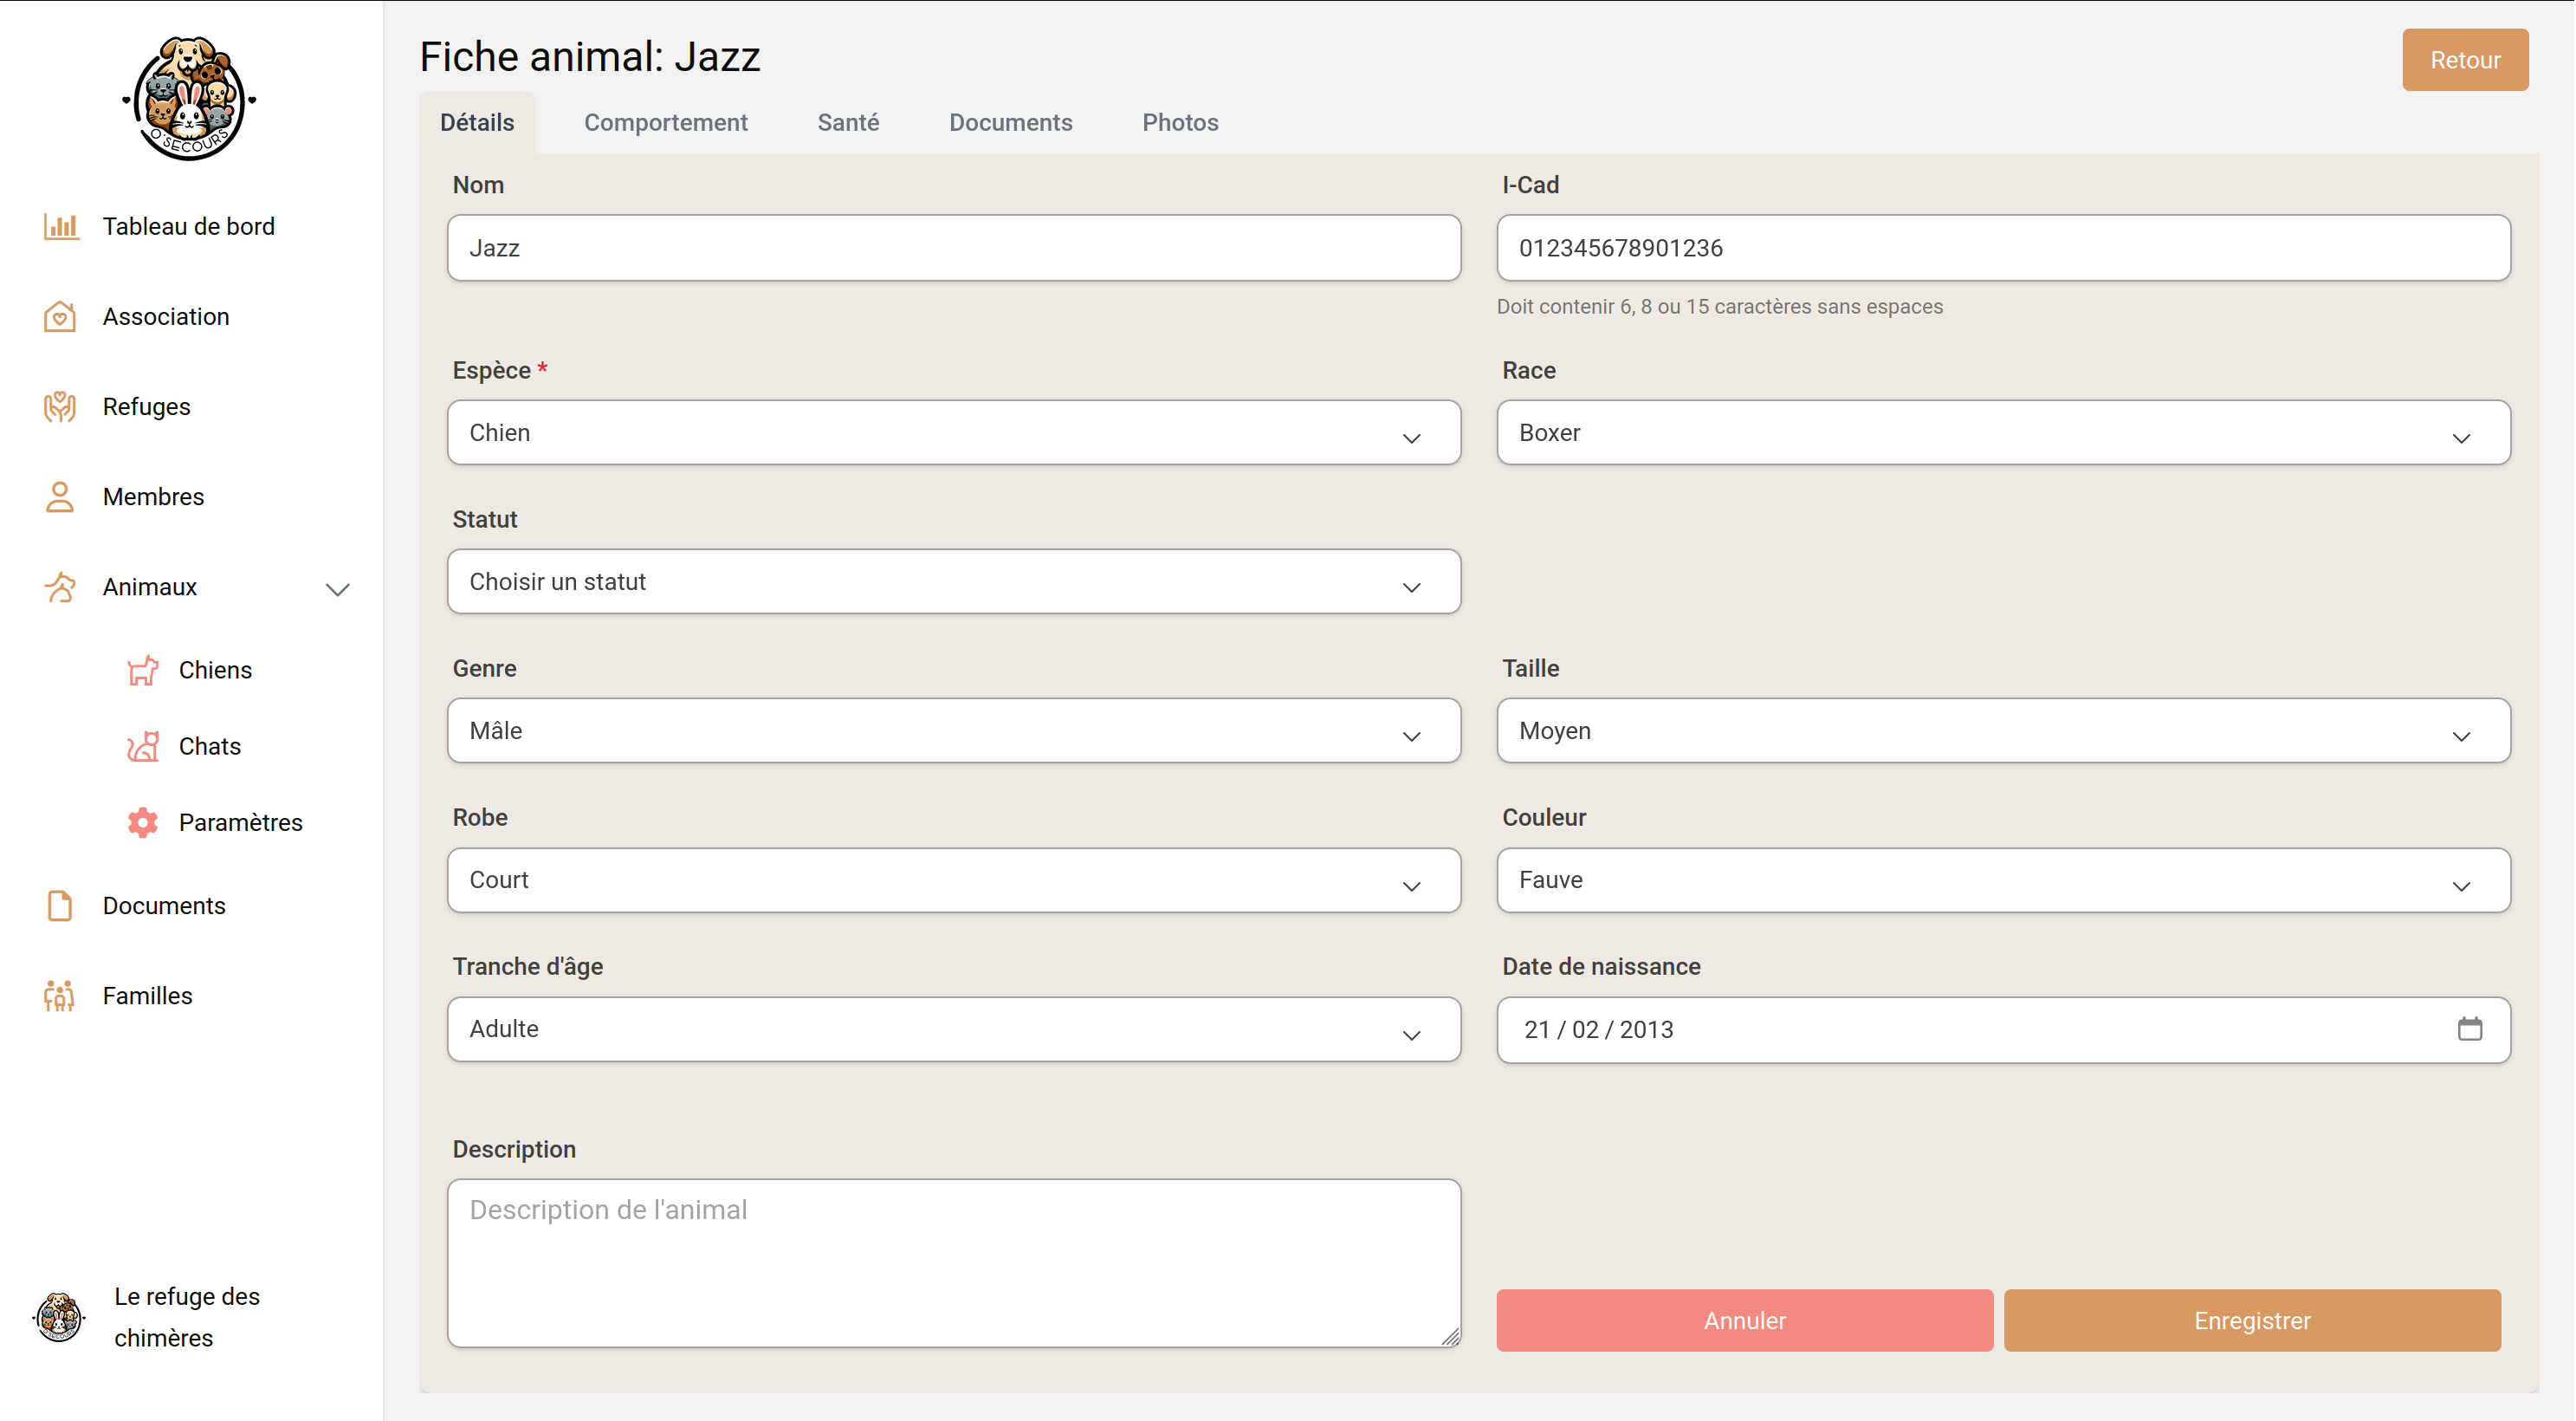 O'SECOURS
Tableau de bord
Association
Refuges
Membres
Animaux
Chiens
Chats
Paramètres
Documents
Familles
Le refuge des
chimères
Fiche animal: Jazz
Retour
Détails Comportement Santé Documents Photos
Nom I-Cad
Jazz 012345678901236
Doit contenir 6, 8 ou 15 caractères sans espaces
Espèce * Race
Chien Boxer
Statut
Choisir un statut
Genre Taille
Mâle Moyen
Robe Couleur
Court Fauve
Tranche d'âge Date de naissance
Adulte 21 / 02 / 2013
Description
Description de l'animal
Annuler Enregistrer